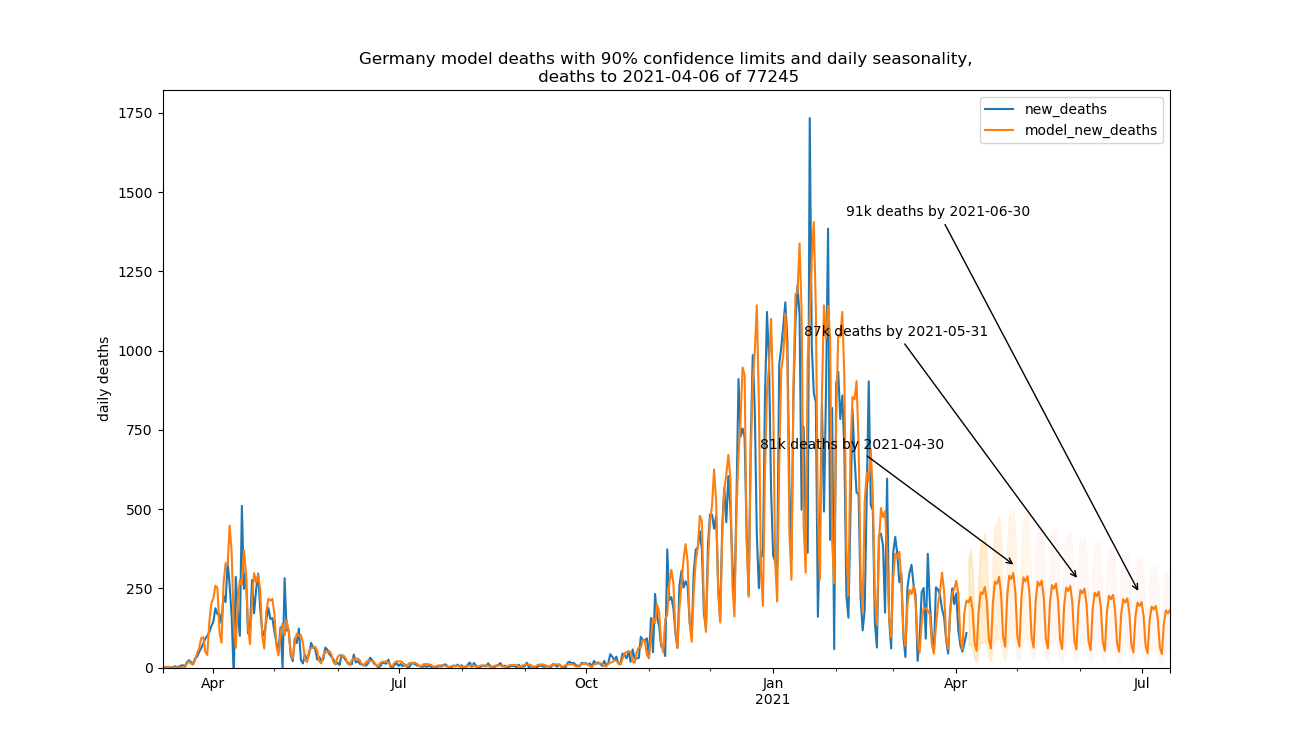 Germany model deaths with 90% confidence limits and daily seasonality,
deaths to 2021-04-06 of 77245
new_deaths
model_new_deaths
1750
1500
1250
1000
750
500
250
0
daily deaths
91k deaths by 2021-06-30
87k deaths by 2021-05-31
81k deaths by 2021-04-30
Apr
Jul
Oct
Jan
2021
Apr
Jul